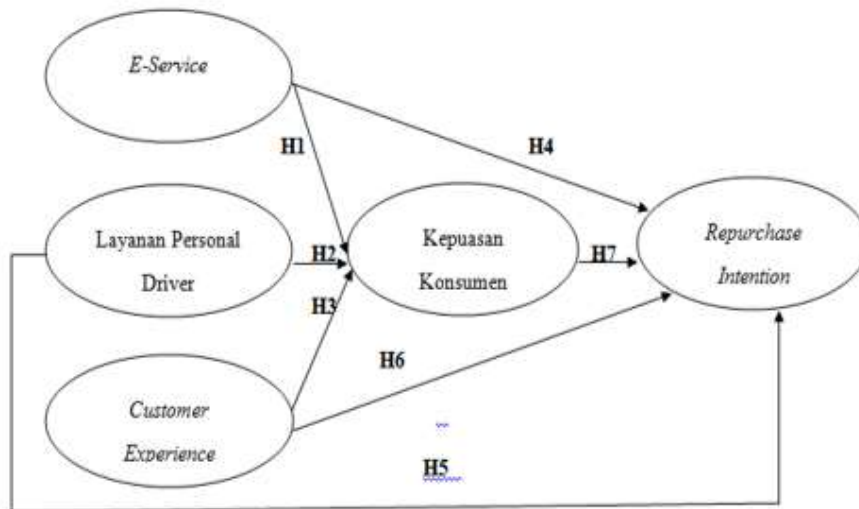 E-Service
H1
H4
Layanan Personal
Driver
H2
Kepuasan
Konsumen
H7
Repurchase
Intention
H3
H6
Customer
Experience
H5